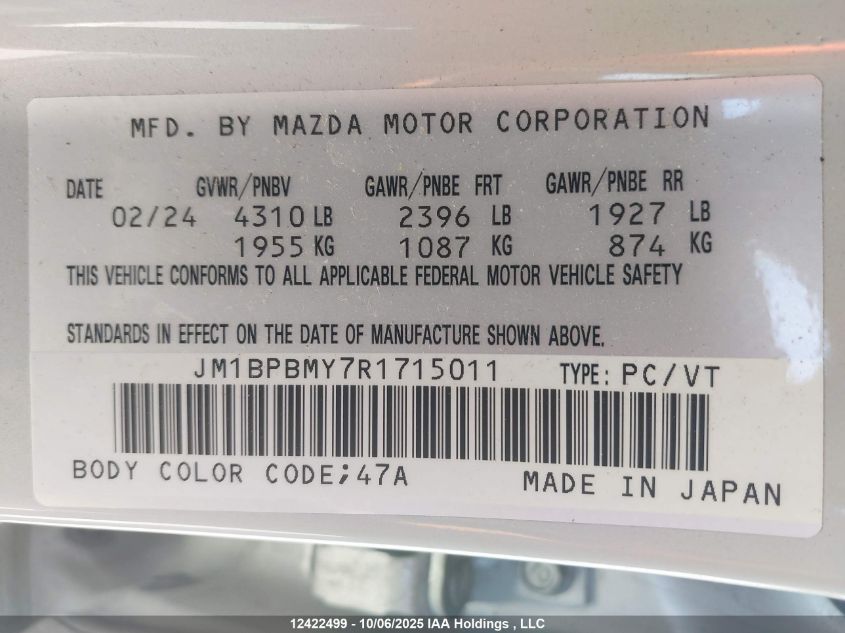 MFD. BY MAZDA MOTOR CORPORATION
DATE GVWR/PNBV GAWR/PNBE FRT GAWR/PNBE RR
02/24 4310 LB 2396 LB 1927 LB
1955 KG 1087 KG 874 KG
THIS VEHICLE CONFORMS TO ALL APPLICABLE FEDERAL MOTOR VEHICLE SAFETY
STANDARDS IN EFFECT ON THE DATE OF MANUFACTURE SHOWN ABOVE.
JM1BPBMY7R1715011 TYPE: PC/VT
BODY COLOR CODE;47A MADE IN JAPAN
12422499 - 10/06/2025 IAA Holdings , LLC